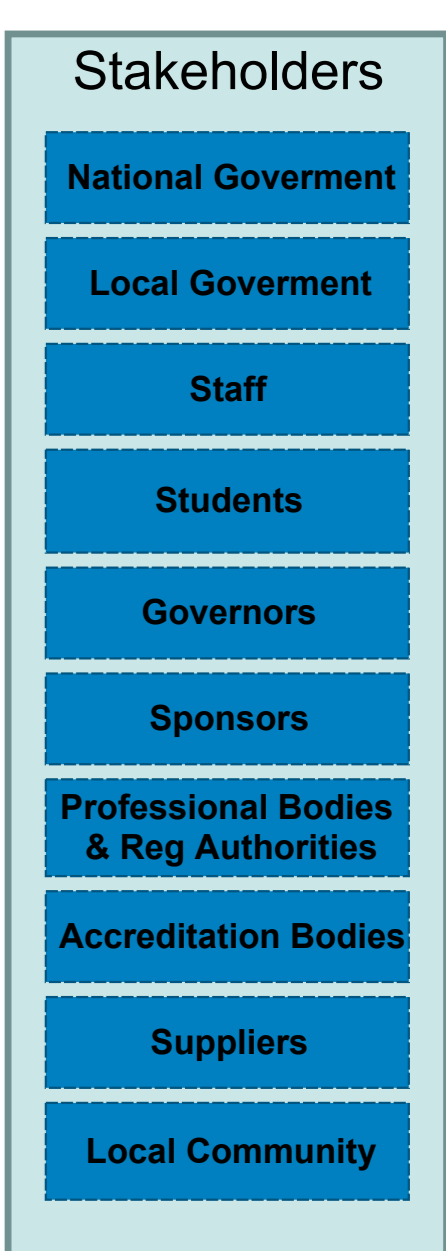 Stakeholders
National Goverment
Local Goverment
Staff
Students
Governors
Sponsors
Professional Bodies
& Reg Authorities
Accreditation Bodies
Suppliers
Local Community